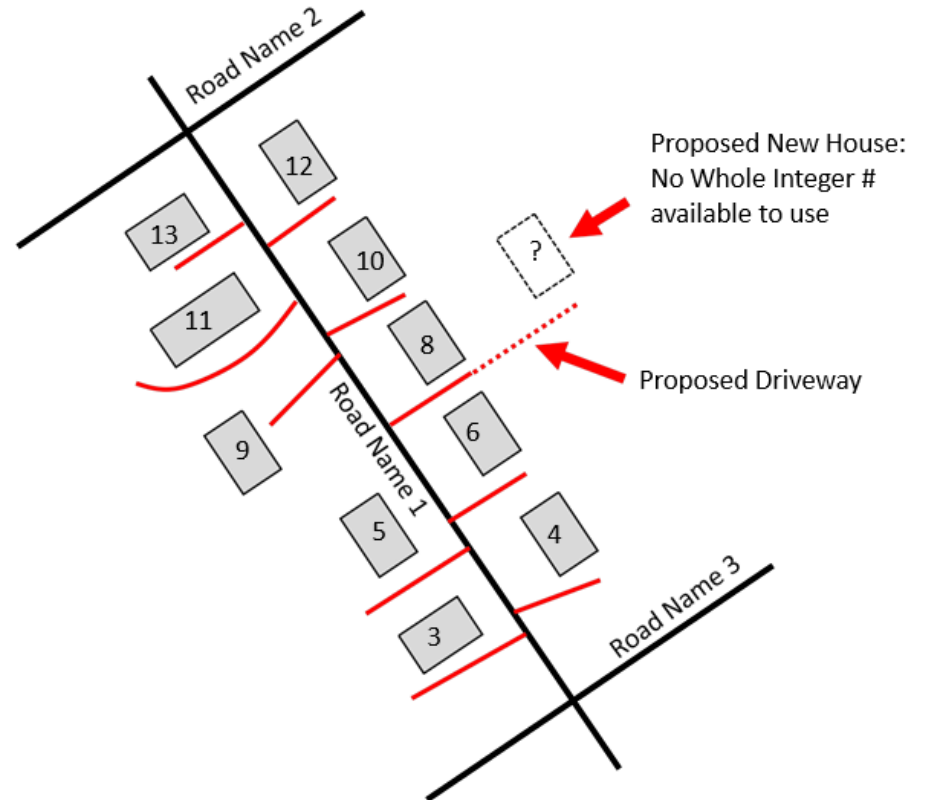 Road Name 2
Proposed New House:
No Whole Integer #
available to use
12
13
10
?
11
8
Proposed Driveway
6
9
Road Name 1
5
4
3
Road Name 3